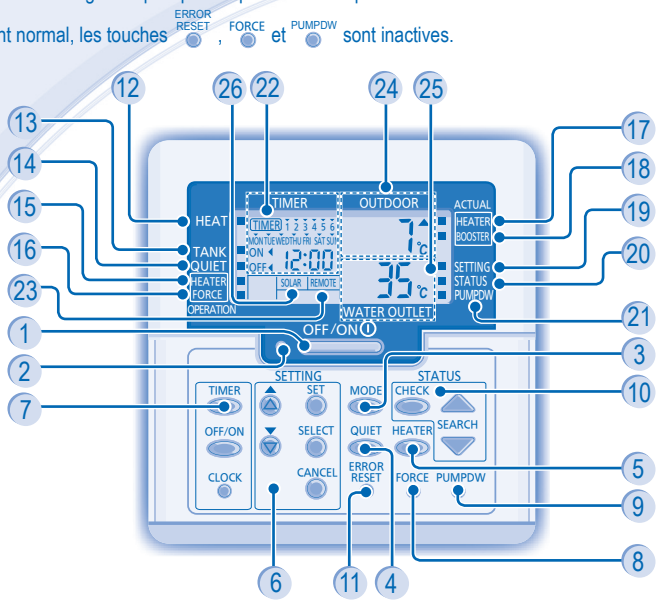 ERROR
RESET
FORCE
PUMPDW
nt normal, les touches , et sont inactives.
12 26 22 24 25
13
14
15
16
23
1
2
7
17
18
19
20
21
3
10
5
9
8
6 11 4
TIMER OUTDOOR ACTUAL
HEAT
TIMER 1 2 3 4 5 6
MON TUE WED THU FRI SAT SUN
ON
OFF
12:00
7 °C
HEATER
BOOSTER
TANK
QUIET
HEATER
FORCE
OPERATION
SOLAR REMOTE
35 °C
SETTING
STATUS
PUMPDW
WATER OUTLET
OFF/ON
SETTING STATUS
TIMER SET MODE CHECK
OFF/ON SELECT QUIET HEATER SEARCH
CLOCK CANCEL ERROR
RESET FORCE PUMPDW